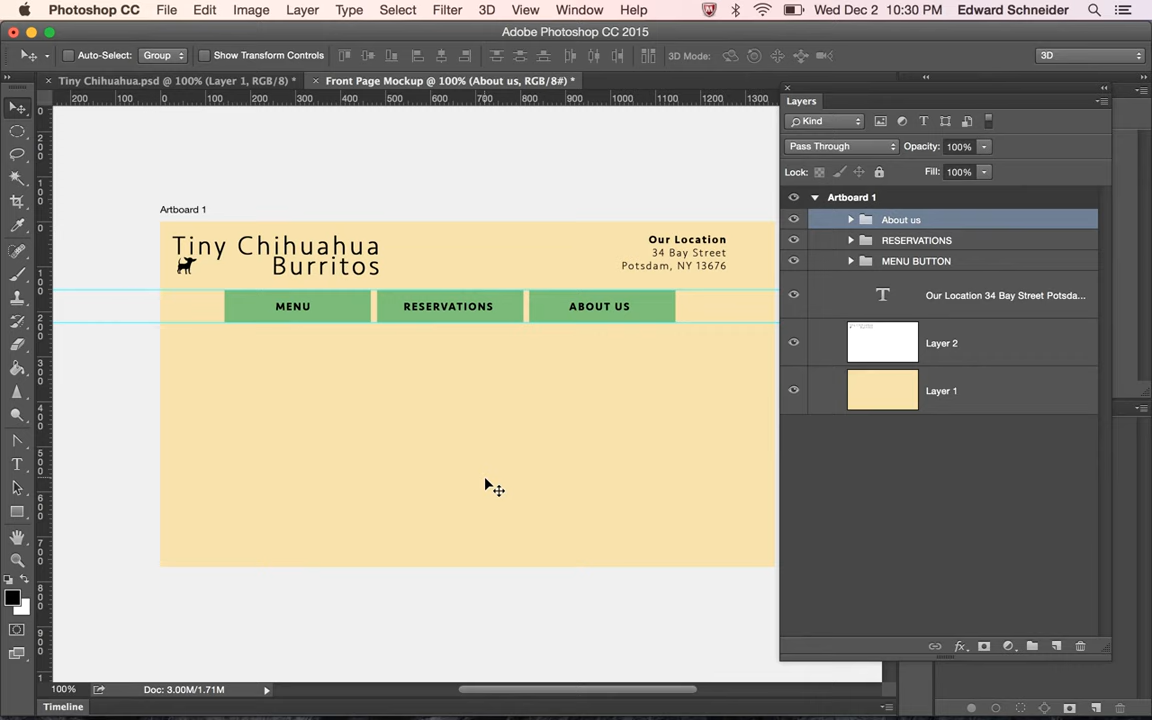 Photoshop CC File Edit Image Layer Type Select Filter 3D View Window Help Wed Dec 2 10:30 PM Edward Schneider
Adobe Photoshop CC 2015
Auto-Select: Group Show Transform Controls 3D Mode: 3D
Tiny Chihuahua.psd @ 100% (Layer 1, RGB/8) * Front Page Mockup @ 100% (About us, RGB/8#) *
200 100 0 100 200 300 400 500 600 700 800 900 1000 1100 1200 1300
Layers
Kind
Pass Through Opacity: 100%
Lock: Fill: 100%
Artboard 1
About us
RESERVATIONS
MENU BUTTON
Our Location 34 Bay Street Potsda...
Layer 2
Layer 1
Artboard 1
Tiny Chihuahua
Burritos
Our Location
34 Bay Street
Potsdam, NY 13676
MENU RESERVATIONS ABOUT US
100% Doc: 3.00M/1.71M
Timeline